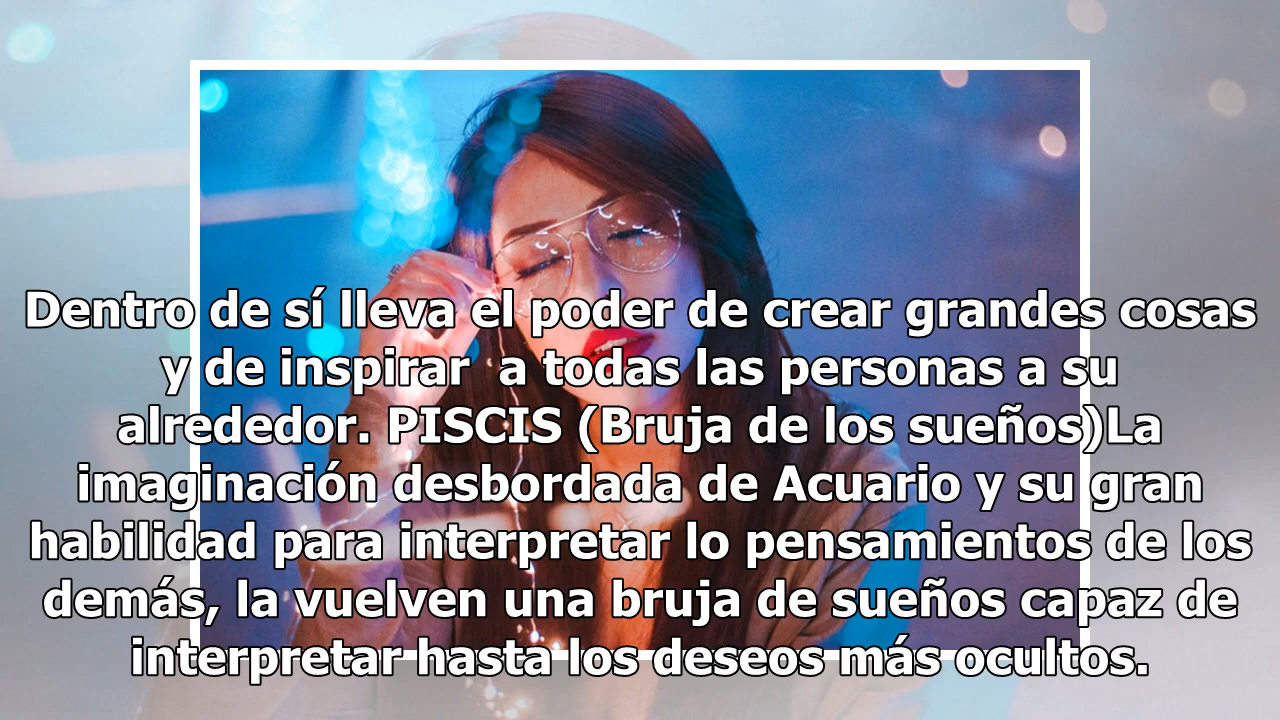 Dentro de sí lleva el poder de crear grandes cosas
y de inspirar  a todas las personas a su
alrededor. PISCIS (Bruja de los sueños)La
imaginación desbordada de Acuario y su gran
habilidad para interpretar lo pensamientos de los
demás, la vuelven una bruja de sueños capaz de
interpretar hasta los deseos más ocultos.